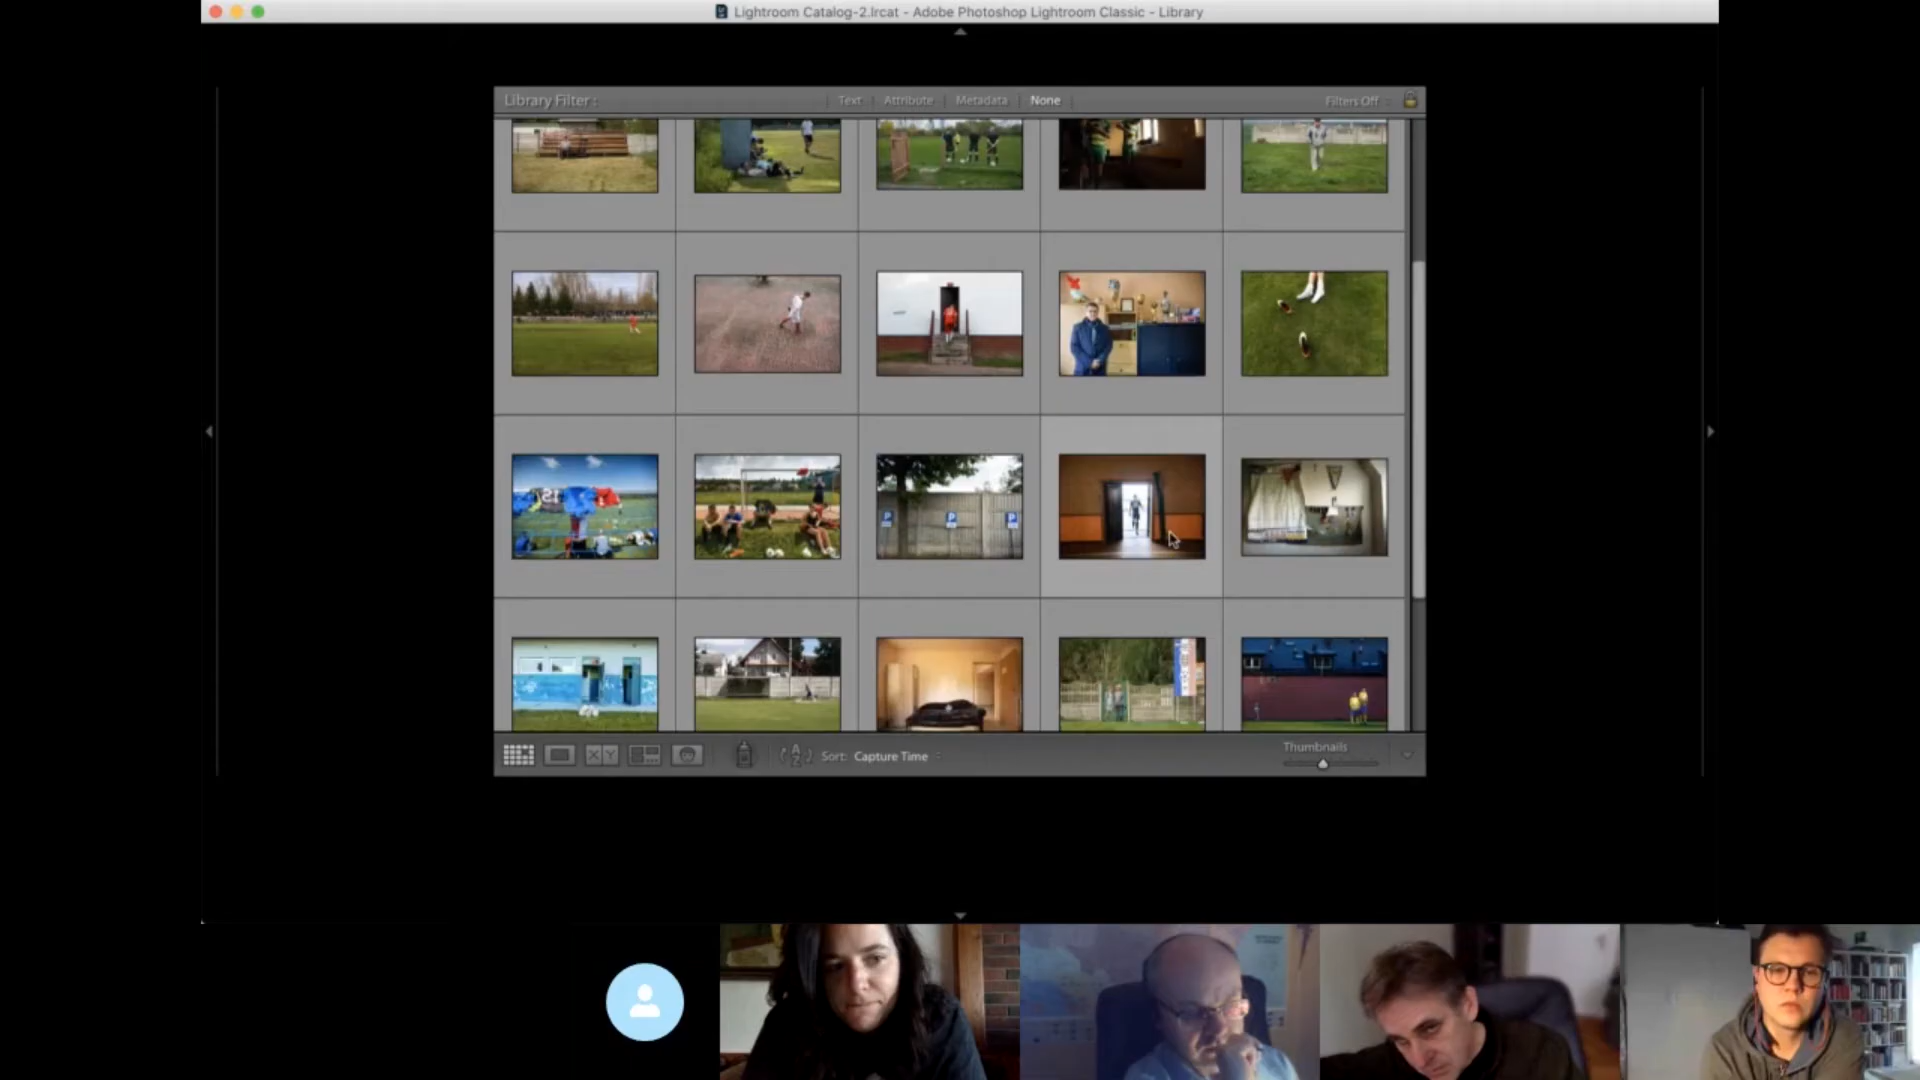 Lightroom Catalog-2.lrcat - Adobe Photoshop Lightroom Classic - Library
Library Filter :
Text Attribute Metadata None
Filters Off
P P P
XY
Sort: Capture Time
Thumbnails